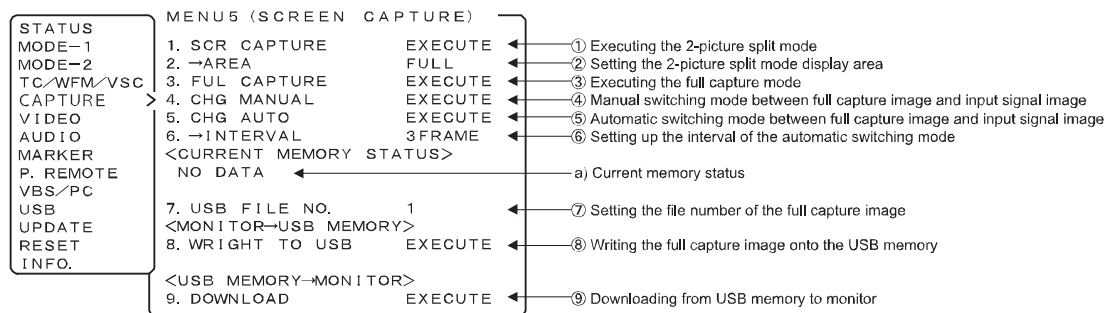 STATUS
MODE-1
MODE-2
TC/WFM/VSC
CAPTURE >
VIDEO
AUDIO
MARKER
P. REMOTE
VBS/PC
USB
UPDATE
RESET
INFO.
MENU5 (SCREEN CAPTURE)
1. SCR CAPTURE EXECUTE ① Executing the 2-picture split mode
2. →AREA FULL ② Setting the 2-picture split mode display area
3. FUL CAPTURE EXECUTE ③ Executing the full capture mode
4. CHG MANUAL EXECUTE ④ Manual switching mode between full capture image and input signal image
5. CHG AUTO EXECUTE ⑤ Automatic switching mode between full capture image and input signal image
6. →INTERVAL 3FRAME ⑥ Setting up the interval of the automatic switching mode
<CURRENT MEMORY STATUS>
NO DATA a) Current memory status
7. USB FILE NO. 1 ⑦ Setting the file number of the full capture image
<MONITOR→USB MEMORY>
8. WRIGHT TO USB EXECUTE ⑧ Writing the full capture image onto the USB memory
<USB MEMORY→MONITOR>
9. DOWNLOAD EXECUTE ⑨ Downloading from USB memory to monitor